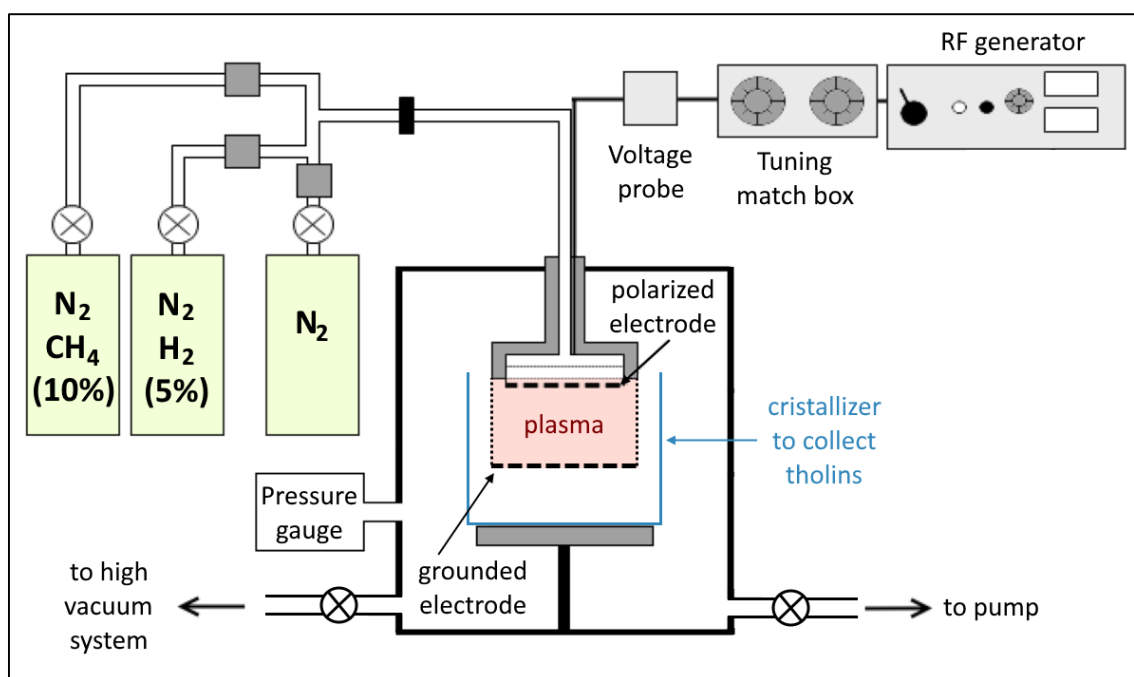 RF generator
Voltage
probe
Tuning
match box
N2
CH4
(10%)
N2
H2
(5%)
N2
polarized
electrode
plasma
cristallizer
to collect
tholins
Pressure
gauge
grounded
electrode
to high
vacuum
system
to pump